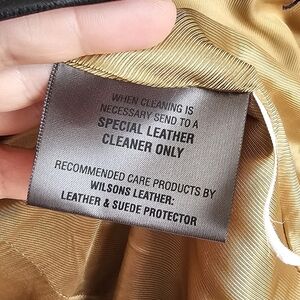 WHEN CLEANING IS
NECESSARY SEND TO A
SPECIAL LEATHER
CLEANER ONLY
RECOMMENDED CARE PRODUCTS BY
WILSONS LEATHER:
LEATHER & SUEDE PROTECTOR